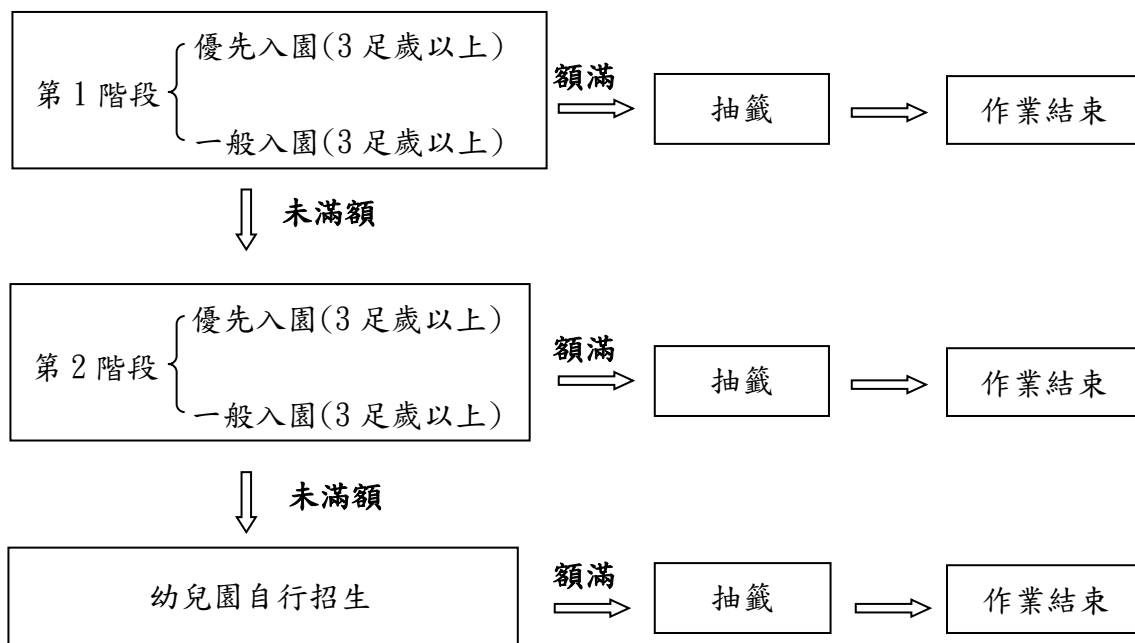 優先入園(3 足歲以上)
第 1 階段
一般入園(3 足歲以上)
額滿
抽籤
作業結束
未滿額
優先入園(3 足歲以上)
第 2 階段
一般入園(3 足歲以上)
額滿
抽籤
作業結束
未滿額
幼兒園自行招生
額滿
抽籤
作業結束